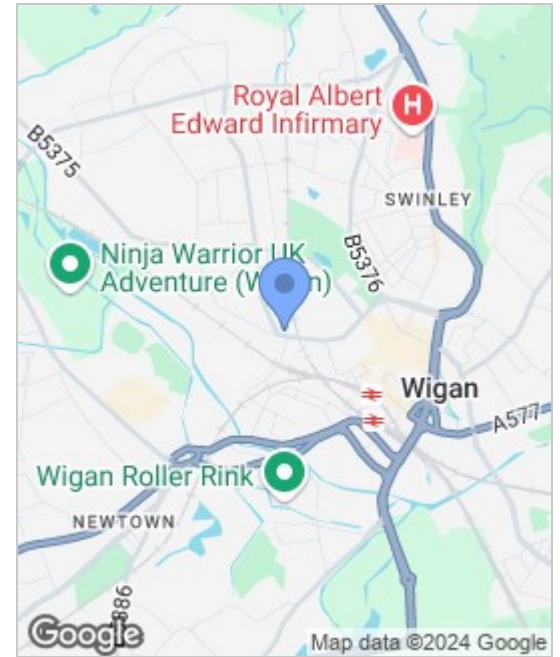 Royal Albert
Edward Infirmary
H
B5375
SWINLEY
Ninja Warrior UK
Adventure (W n)
B5376
Wigan
A577
Wigan Roller Rink
NEWTOWN
Google
Map data ©2024 Google